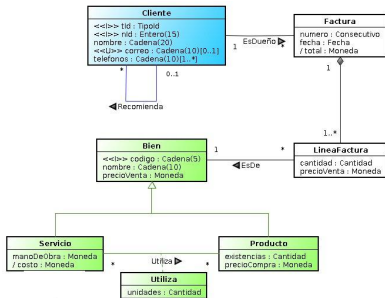 Cliente
<<I>> tId : TipoId
<<I>> nId : Entero(15)
nombre : Cadena(20)
<<U>> correo : Cadena(10)[0..1]
telefonos : Cadena(10)[1..*]
Factura
numero : Consecutivo
fecha : Fecha
/ total : Moneda
EsDueño
1
*
*
0..1
Recomienda
1
1..*
Bien
<<I>> codigo : Cadena(5)
nombre : Cadena(10)
precioVenta : Moneda
1
*
EsDe
LineaFactura
cantidad : Cantidad
precioVenta : Moneda
Servicio
manoDeObra : Moneda
/ costo : Moneda
*
Utiliza
*
Producto
existencias : Cantidad
precioCompra : Moneda
Utiliza
unidades : Cantidad